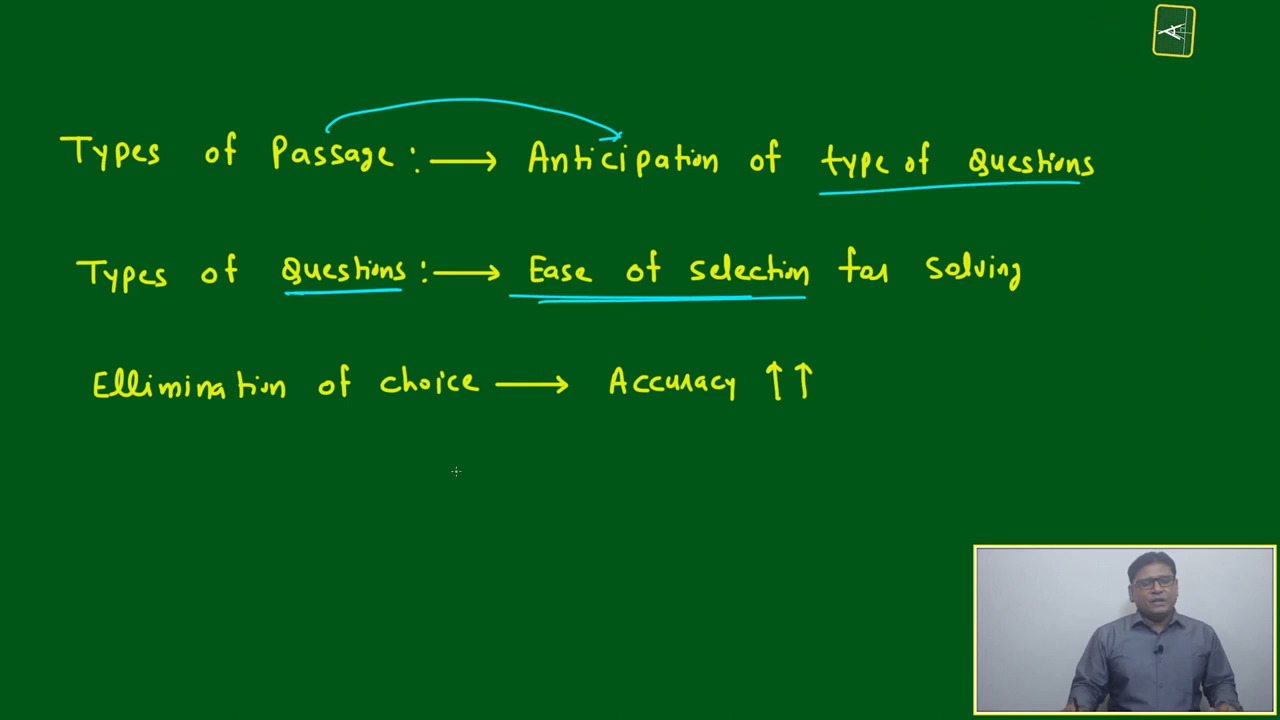 Types of Passage : → Anticipation of type of Questions
Types of Questions : → Ease of selection for solving
Ellimination of choice → Accuracy ↑↑